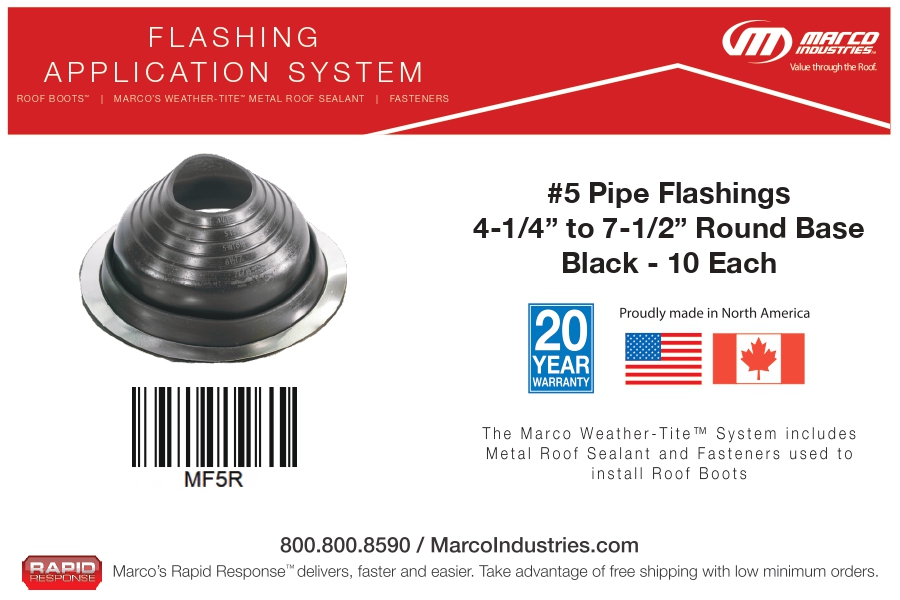 FLASHING
APPLICATION SYSTEM
ROOF BOOTS™ | MARCO'S WEATHER-TITE™ METAL ROOF SEALANT | FASTENERS
MARCO
INDUSTRIES™
Value through the Roof.
#5 Pipe Flashings
4-1/4” to 7-1/2” Round Base
Black - 10 Each
20
YEAR
WARRANTY
Proudly made in North America
MF5R
The Marco Weather-Tite™ System includes
Metal Roof Sealant and Fasteners used to
install Roof Boots
800.800.8590 / MarcoIndustries.com
RAPID
RESPONSE
Marco's Rapid Response™ delivers, faster and easier. Take advantage of free shipping with low minimum orders.